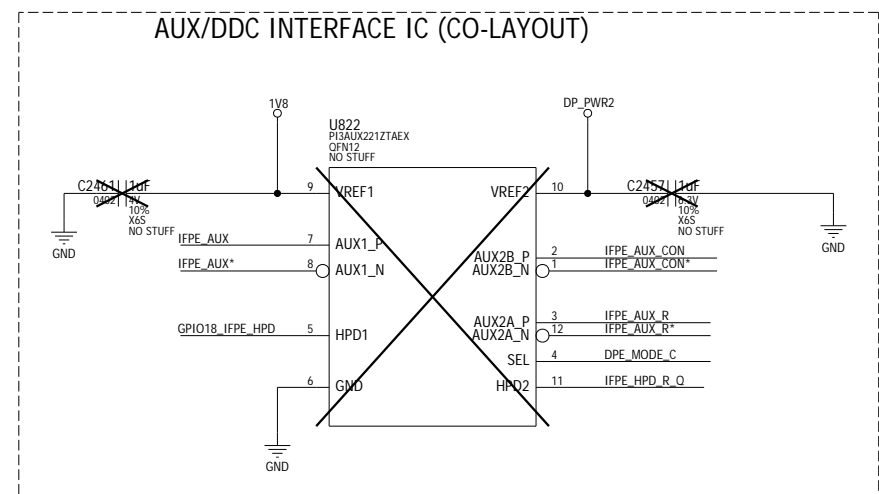 AUX/DDC INTERFACE IC (CO-LAYOUT)
1V8
DP_PWR2
U822
PI3AUX221ZTAEX
QFN12
NO STUFF
C2461 1uF
0402 4V
10%
X6S
NO STUFF
GND
9 VREF1
VREF2 10
C2457 1uF
0402 6.3V
10%
X6S
NO STUFF
GND
IFPE_AUX 7 AUX1_P
IFPE_AUX* 8 AUX1_N
AUX2B_P 2 IFPE_AUX_CON
AUX2B_N 1 IFPE_AUX_CON*
GPIO18_IFPE_HPD 5 HPD1
AUX2A_P 3 IFPE_AUX_R
AUX2A_N 12 IFPE_AUX_R*
SEL 4 DPE_MODE_C
6 GND
HPD2 11 IFPE_HPD_R_Q
GND